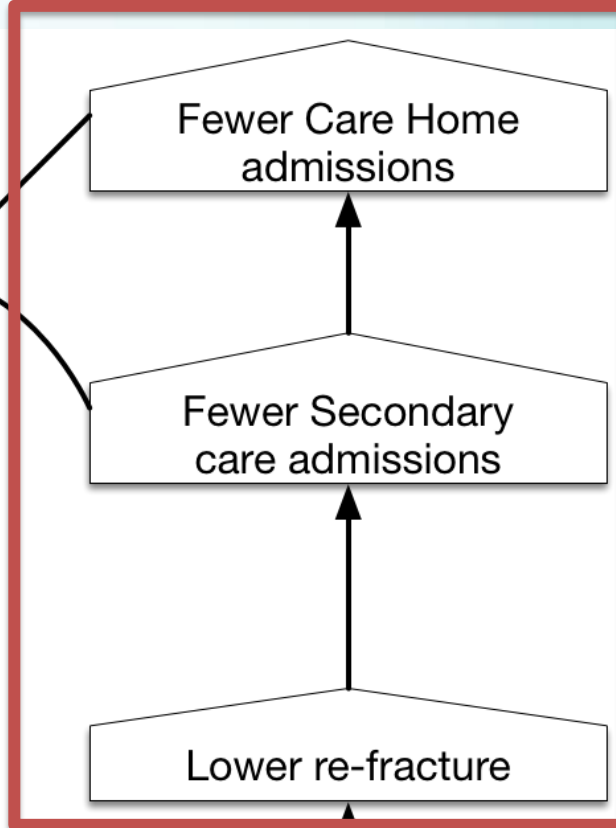 Fewer Care Home
admissions
Fewer Secondary
care admissions
Lower re-fracture